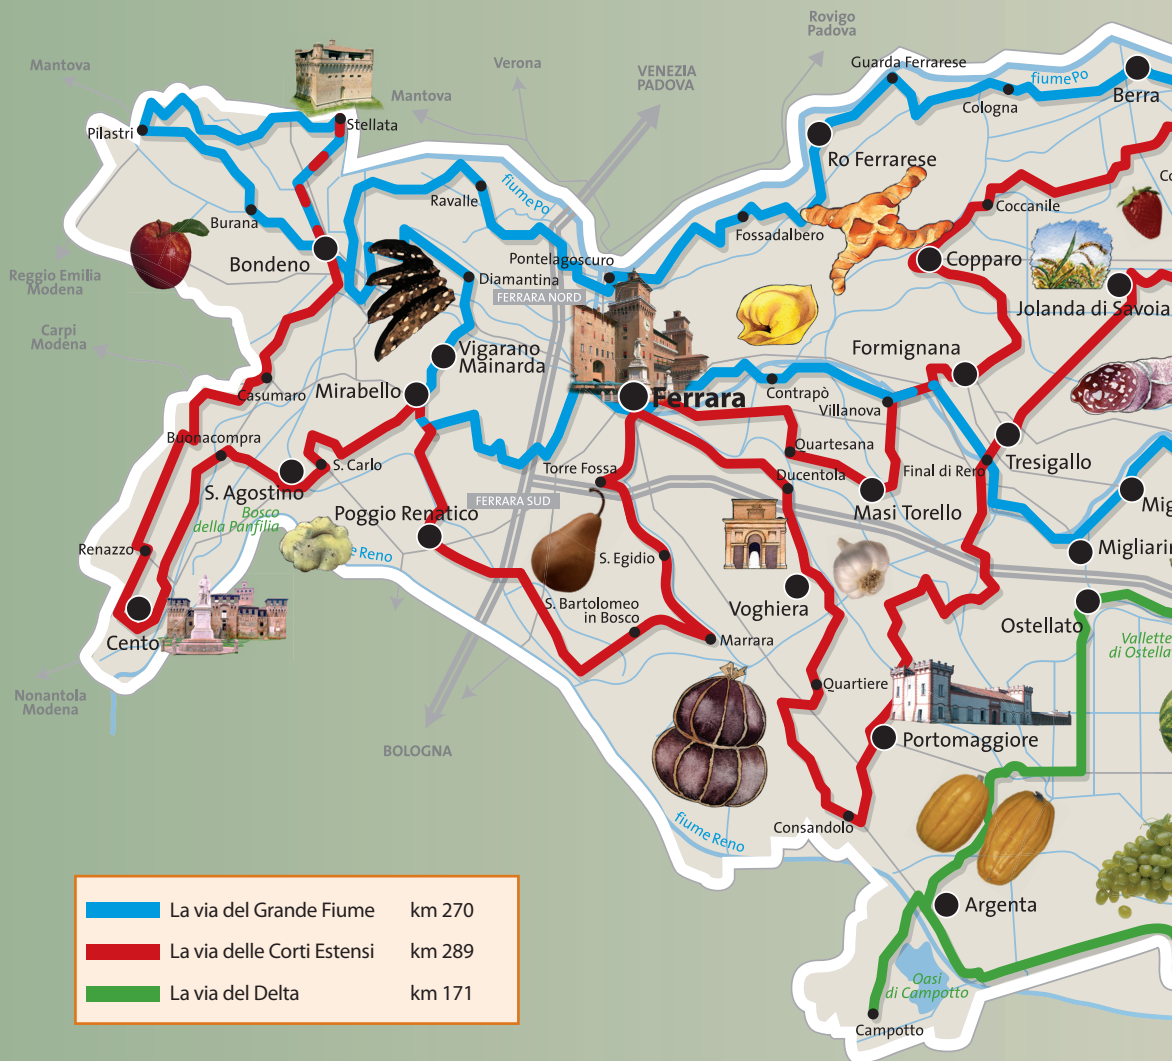 Rovigo
Padova
Mantova
Verona
VENEZIA
PADOVA
Guarda Ferrarese
fiume Po
Berra
Cologna
Mantova
Stellata
Pilastri
Ro Ferrarese
Ravalle
fiume Po
Coccanile
Burana
Fossadalbero
Bondeno
Pontelagoscuro
Copparo
Reggio Emilia
Modena
Diamantina
FERRARA NORD
Jolanda di Savoia
Carpi
Modena
Vigarano
Mainarda
Formignana
Mirabello
Contrapò
Casumaro
Ferrara
Villanova
Buonacompra
Quartesana
S. Carlo
Torre Fossa
Ducentola
Final di Rero
Tresigallo
S. Agostino
FERRARA SUD
Masi Torello
Bosco
della Panfilia
Poggio Renatico
Mig
Renazzo
e Reno
S. Egidio
Migliarin
Voghiera
S. Bartolomeo
in Bosco
Cento
Marrara
Ostellato
Vallette
di Ostella
Nonantola
Modena
Quartiere
BOLOGNA
Portomaggiore
fiume Reno
Consandolo
La via del Grande Fiume km 270
Argenta
La via delle Corti Estensi km 289
La via del Delta km 171
Oasi
di Campotto
Campotto